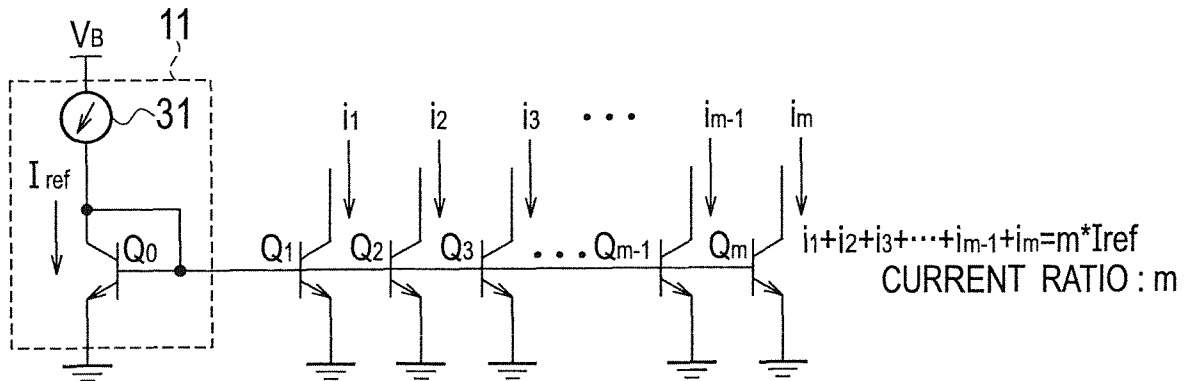 11
VB
31
i1 i2 i3 ••• im-1 im
Iref
Q0 Q1 Q2 Q3 ••• Qm-1 Qm
i1+i2+i3+•••+im-1+im=m*Iref
CURRENT RATIO : m